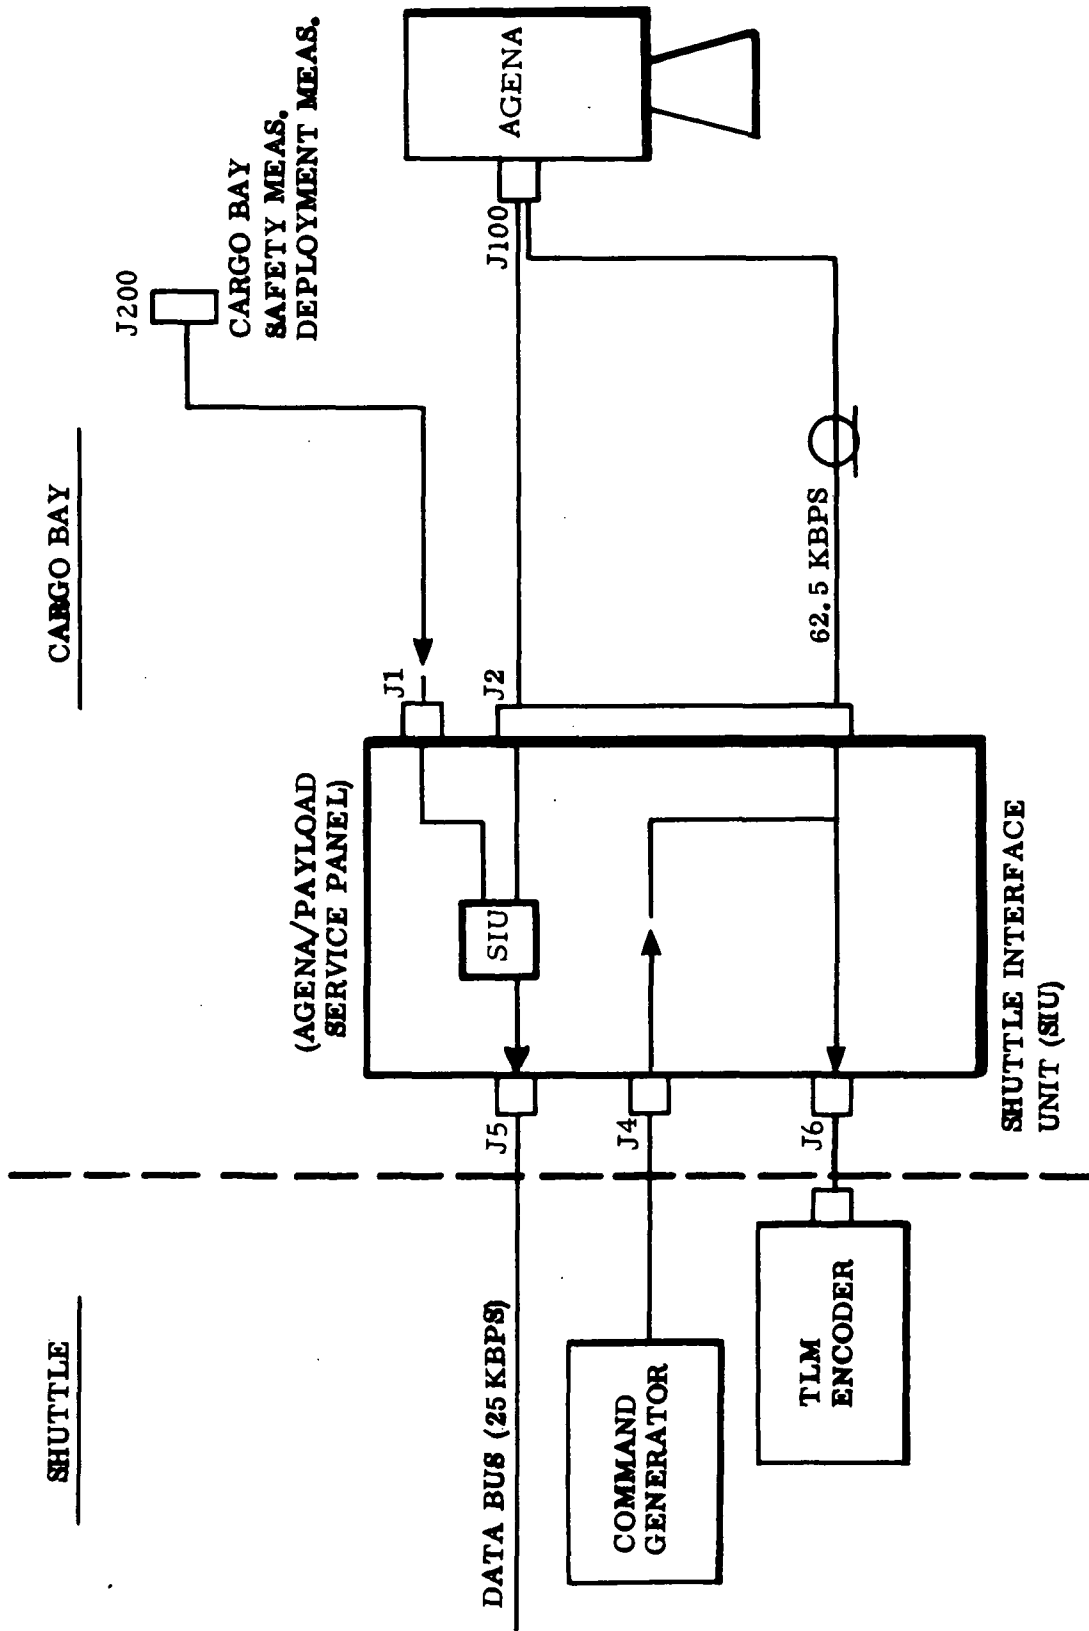 SHUTTLE
CARGO BAY
J200
CARGO BAY
SAFETY MEAS.
DEPLOYMENT MEAS.
(AGENA/PAYLOAD
SERVICE PANEL)
J1
DATA BUS (25 KBPS)
J5
SIU
J2
J100
AGENA
COMMAND
GENERATOR
J4
TLM
ENCODER
J6
62.5 KBPS
SHUTTLE INTERFACE
UNIT (SIU)